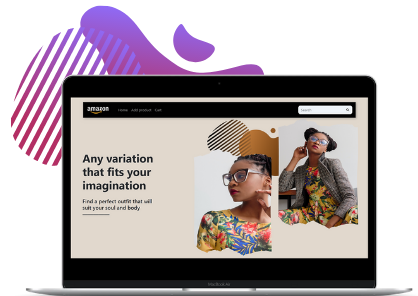 amazon
Home Add product Cart
Search
Any variation
that fits your
imagination
Find a perfect outfit that will
suit your soul and body.
MacBook Air